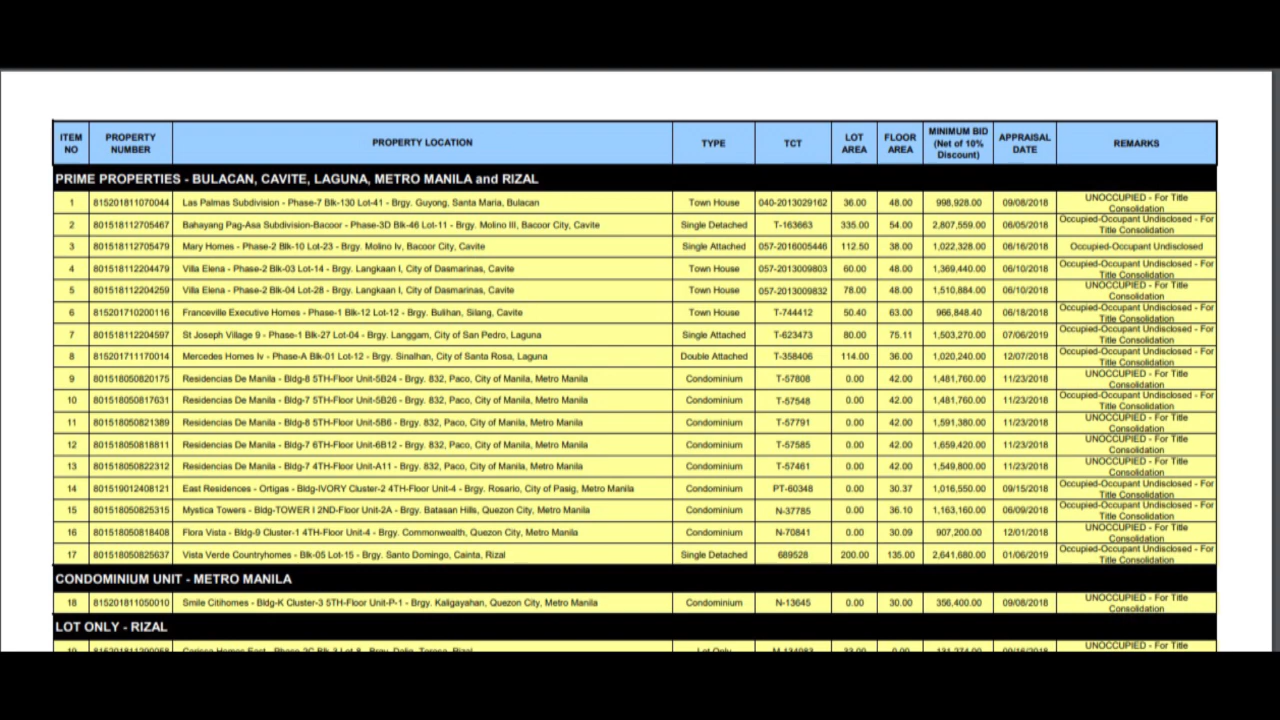 ITEM NO PROPERTY NUMBER PROPERTY LOCATION TYPE TCT LOT AREA FLOOR AREA MINIMUM BID (Net of 10% Discount) APPRAISAL DATE REMARKS
PRIME PROPERTIES - BULACAN, CAVITE, LAGUNA, METRO MANILA and RIZAL
1 815201811070044 Las Palmas Subdivision - Phase-7 Blk-130 Lot-41 - Brgy. Guyong, Santa Maria, Bulacan Town House 040-2013029162 36.00 48.00 998,928.00 09/08/2018 UNOCCUPIED - For Title Consolidation
2 801518112705467 Bahayang Pag-Asa Subdivision-Bacoor - Phase-3D Blk-46 Lot-11 - Brgy. Molino III, Bacoor City, Cavite Single Detached T-163663 335.00 54.00 2,807,559.00 06/05/2018 Occupied-Occupant Undisclosed - For Title Consolidation
3 801518112705479 Mary Homes - Phase-2 Blk-10 Lot-23 - Brgy. Molino Iv, Bacoor City, Cavite Single Attached 057-2016005446 112.50 38.00 1,022,328.00 06/16/2018 Occupied-Occupant Undisclosed
4 801518112204479 Villa Elena - Phase-2 Blk-03 Lot-14 - Brgy. Langkaan I, City of Dasmarinas, Cavite Town House 057-2013009803 60.00 48.00 1,369,440.00 06/10/2018 Occupied-Occupant Undisclosed - For Title Consolidation
5 801518112204259 Villa Elena - Phase-2 Blk-04 Lot-28 - Brgy. Langkaan I, City of Dasmarinas, Cavite Town House 057-2013009832 78.00 48.00 1,510,884.00 06/10/2018 UNOCCUPIED - For Title Consolidation
6 815201710200116 Franceville Executive Homes - Phase-1 Blk-12 Lot-12 - Brgy. Bulihan, Silang, Cavite Town House T-744412 50.40 63.00 966,848.40 06/18/2018 Occupied-Occupant Undisclosed - For Title Consolidation
7 801518112204597 St Joseph Village 9 - Phase-1 Blk-27 Lot-04 - Brgy. Langgam, City of San Pedro, Laguna Single Attached T-623473 80.00 75.11 1,503,270.00 07/06/2019 Occupied-Occupant Undisclosed - For Title Consolidation
8 815201711170014 Mercedes Homes Iv - Phase-A Blk-01 Lot-12 - Brgy. Sinalhan, City of Santa Rosa, Laguna Double Attached T-358406 114.00 36.00 1,020,240.00 12/07/2018 Occupied-Occupant Undisclosed - For Title Consolidation
9 801518050820175 Residencias De Manila - Bldg-8 5TH-Floor Unit-5B24 - Brgy. 832, Paco, City of Manila, Metro Manila Condominium T-57808 0.00 42.00 1,481,760.00 11/23/2018 UNOCCUPIED - For Title Consolidation
10 801518050817631 Residencias De Manila - Bldg-7 5TH-Floor Unit-5B26 - Brgy. 832, Paco, City of Manila, Metro Manila Condominium T-57548 0.00 42.00 1,481,760.00 11/23/2018 Occupied-Occupant Undisclosed - For Title Consolidation
11 801518050821389 Residencias De Manila - Bldg-8 5TH-Floor Unit-5B6 - Brgy. 832, Paco, City of Manila, Metro Manila Condominium T-57791 0.00 42.00 1,591,380.00 11/23/2018 UNOCCUPIED - For Title Consolidation
12 801518050818811 Residencias De Manila - Bldg-7 6TH-Floor Unit-6B12 - Brgy. 832, Paco, City of Manila, Metro Manila Condominium T-57585 0.00 42.00 1,659,420.00 11/23/2018 UNOCCUPIED - For Title Consolidation
13 801518050822312 Residencias De Manila - Bldg-7 4TH-Floor Unit-A11 - Brgy. 832, Paco, City of Manila, Metro Manila Condominium T-57461 0.00 42.00 1,549,800.00 11/23/2018 UNOCCUPIED - For Title Consolidation
14 801519012408121 East Residences - Ortigas - Bldg-IVORY Cluster-2 4TH-Floor Unit-4 - Brgy. Rosario, City of Pasig, Metro Manila Condominium PT-60348 0.00 30.37 1,016,550.00 09/15/2018 Occupied-Occupant Undisclosed - For Title Consolidation
15 801518050825315 Mystica Towers - Bldg-TOWER I 2ND-Floor Unit-2A - Brgy. Batasan Hills, Quezon City, Metro Manila Condominium N-37785 0.00 36.10 1,163,160.00 06/09/2018 Occupied-Occupant Undisclosed - For Title Consolidation
16 801518050818408 Flora Vista - Bldg-9 Cluster-1 4TH-Floor Unit-4 - Brgy. Commonwealth, Quezon City, Metro Manila Condominium N-70841 0.00 30.09 907,200.00 12/01/2018 UNOCCUPIED - For Title Consolidation
17 801518050825637 Vista Verde Countryhomes - Blk-05 Lot-15 - Brgy. Santo Domingo, Cainta, Rizal Single Detached 689528 200.00 135.00 2,641,680.00 01/06/2019 Occupied-Occupant Undisclosed - For Title Consolidation
CONDOMINIUM UNIT - METRO MANILA
18 815201811050010 Smile Citihomes - Bldg-K Cluster-3 5TH-Floor Unit-P-1 - Brgy. Kaligayahan, Quezon City, Metro Manila Condominium N-13645 0.00 30.00 356,400.00 09/08/2018 UNOCCUPIED - For Title Consolidation
LOT ONLY - RIZAL
UNOCCUPIED - For Title